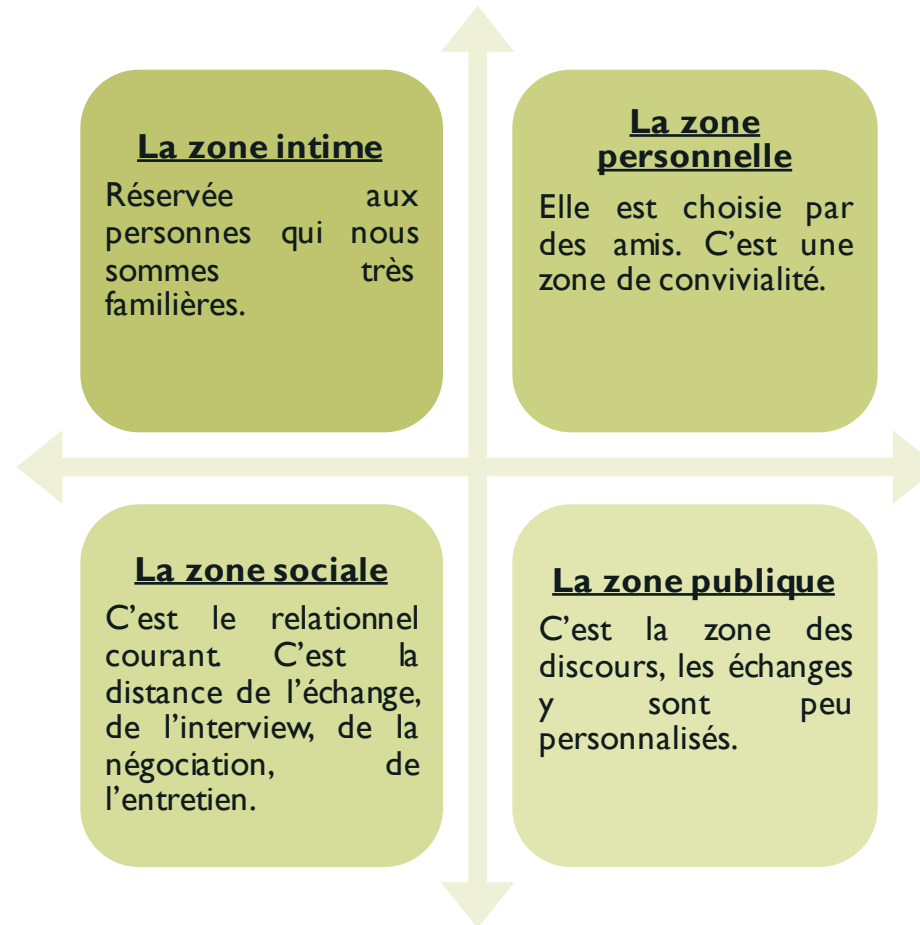 La zone intime
Réservée aux
personnes qui nous
sommes très
familières.
La zone
personnelle
Elle est choisie par
des amis. C’est une
zone de convivialité.
La zone sociale
C’est le relationnel
courant. C’est la
distance de l’échange,
de l’interview, de la
négociation, de
l’entretien.
La zone publique
C’est la zone des
discours, les échanges
y sont peu
personnalisés.